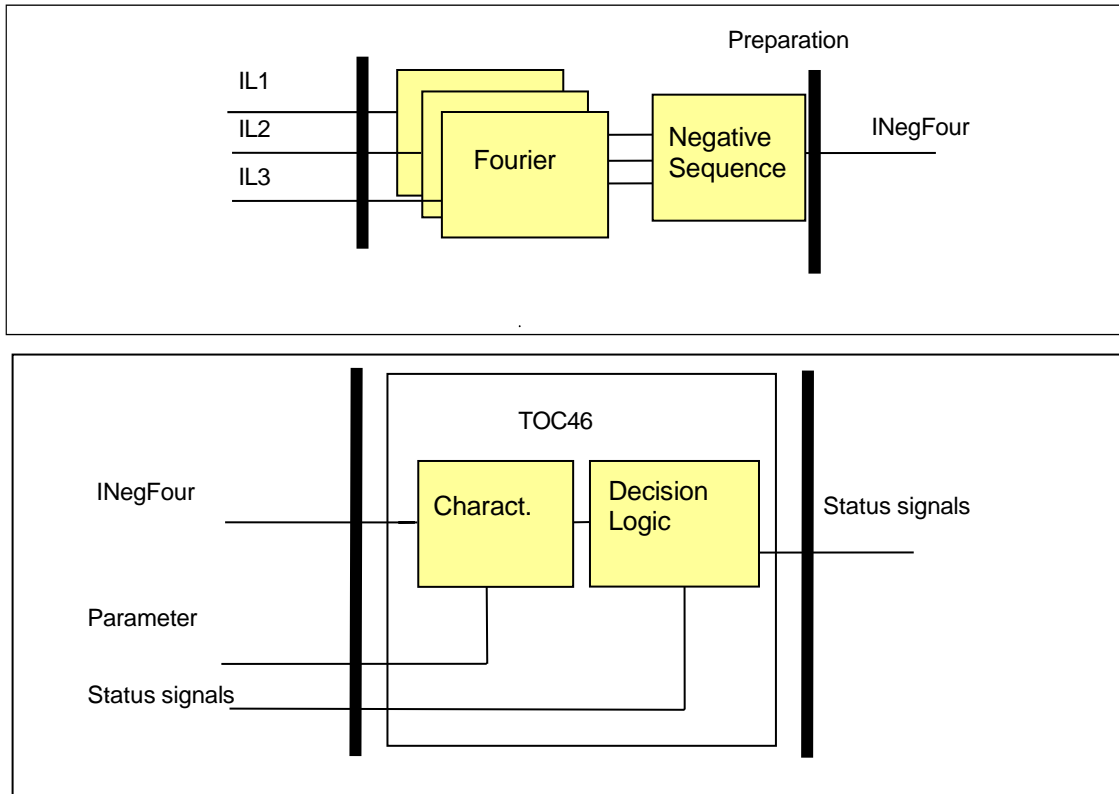 Preparation
IL1
IL2
IL3
Fourier
Negative
Sequence
INegFour
.
TOC46
INegFour
Charact.
Decision
Logic
Status signals
Parameter
Status signals